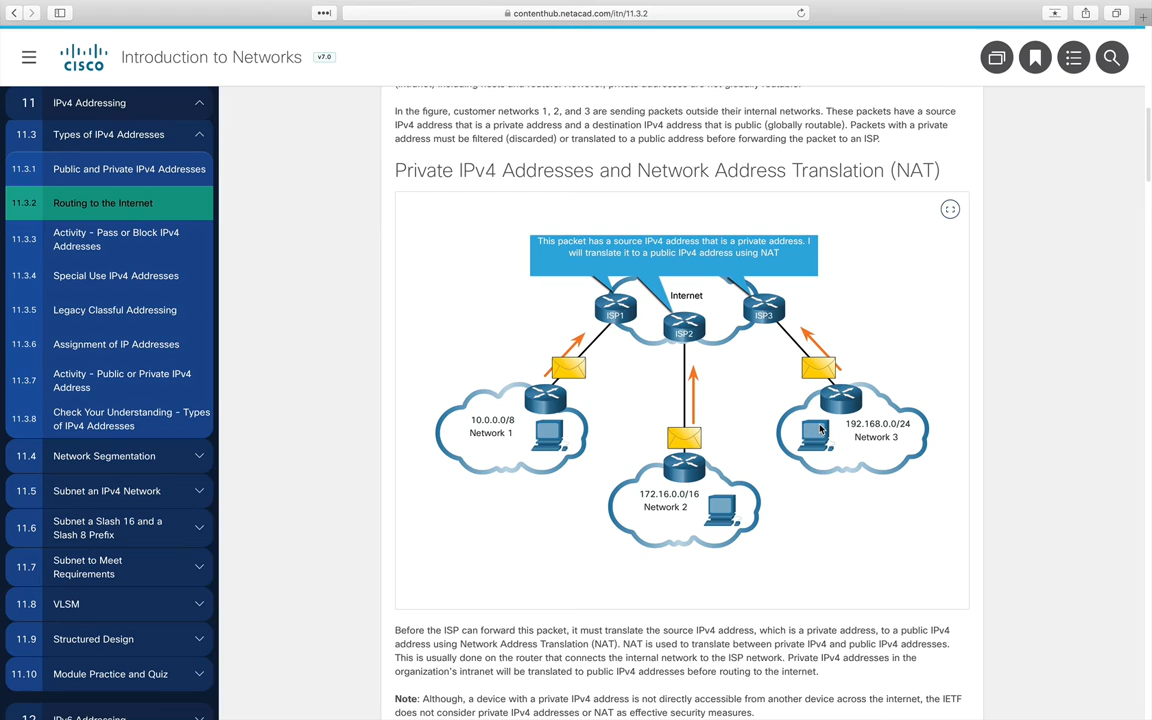 contenthub.netacad.com/itn/11.3.2
CISCO
Introduction to Networks
v7.0
11 IPv4 Addressing
11.3 Types of IPv4 Addresses
11.3.1 Public and Private IPv4 Addresses
11.3.2 Routing to the Internet
11.3.3 Activity – Pass or Block IPv4
Addresses
11.3.4 Special Use IPv4 Addresses
11.3.5 Legacy Classful Addressing
11.3.6 Assignment of IP Addresses
11.3.7 Activity – Public or Private IPv4
Address
11.3.8 Check Your Understanding – Types
of IPv4 Addresses
11.4 Network Segmentation
11.5 Subnet an IPv4 Network
11.6 Subnet a Slash 16 and a
Slash 8 Prefix
11.7 Subnet to Meet
Requirements
11.8 VLSM
11.9 Structured Design
11.10 Module Practice and Quiz
In the figure, customer networks 1, 2, and 3 are sending packets outside their internal networks. These packets have a source
IPv4 address that is a private address and a destination IPv4 address that is public (globally routable). Packets with a private
address must be filtered (discarded) or translated to a public address before forwarding the packet to an ISP.
Private IPv4 Addresses and Network Address Translation (NAT)
This packet has a source IPv4 address that is a private address. I
will translate it to a public IPv4 address using NAT
Internet
ISP1
ISP2
ISP3
10.0.0.0/8
Network 1
172.16.0.0/16
Network 2
192.168.0.0/24
Network 3
Before the ISP can forward this packet, it must translate the source IPv4 address, which is a private address, to a public IPv4
address using Network Address Translation (NAT). NAT is used to translate between private IPv4 and public IPv4 addresses.
This is usually done on the router that connects the internal network to the ISP network. Private IPv4 addresses in the
organization's intranet will be translated to public IPv4 addresses before routing to the internet.
Note: Although, a device with a private IPv4 address is not directly accessible from another device across the internet, the IETF
does not consider private IPv4 addresses or NAT as effective security measures.